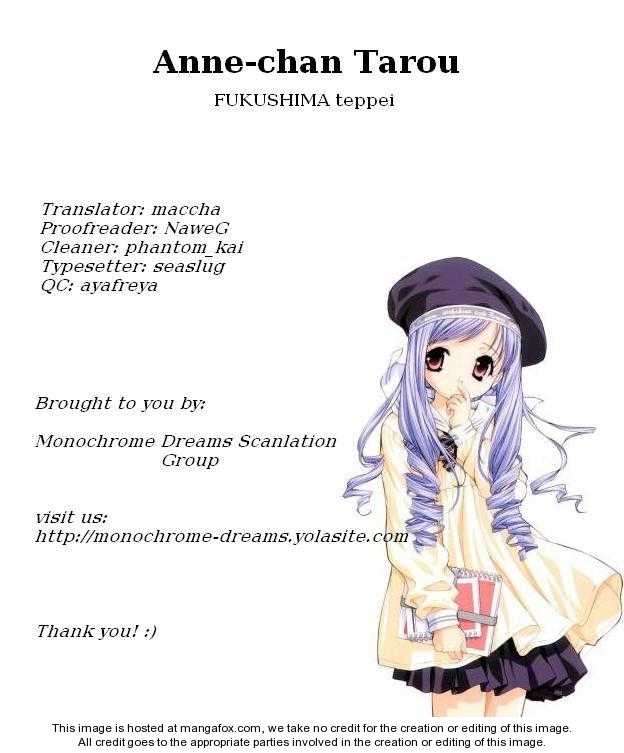 Anne-chan Tarou
FUKUSHIMA teppei
Translator: maccha
Proofreader: NaweG
Cleaner: phantom_kai
Typesetter: seaslug
QC: ayafreya
Brought to you by:
Monochrome Dreams Scanlation
Group
visit us:
http://monochrome-dreams.yolasite.com
Thank you! :)
This image is hosted at mangafox.com, we take no credit for the creation or editing of this image.
All credit goes to the appropriate parties involved in the creation or editing of this image.